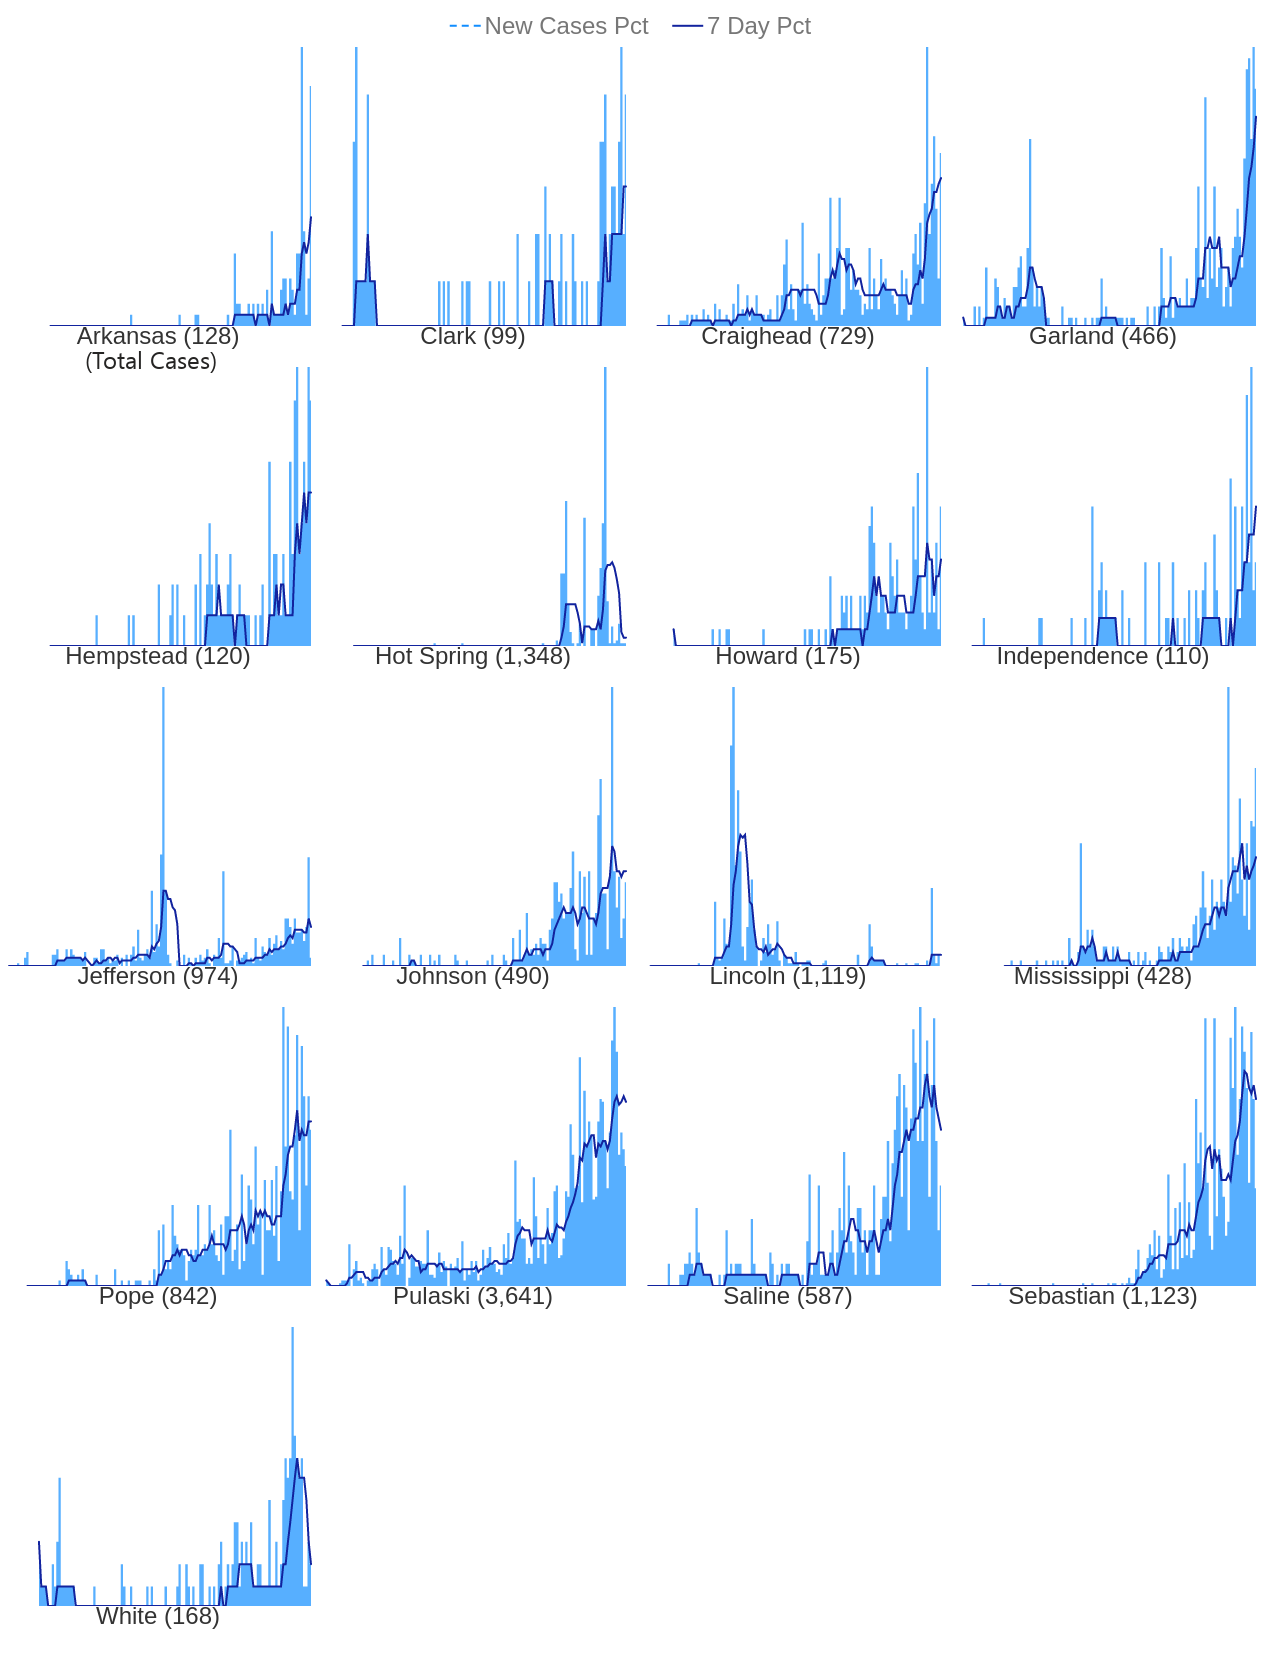 New Cases Pct 7 Day Pct
Arkansas (128) Clark (99) Craighead (729) Garland (466)
(Total Cases)
Hempstead (120) Hot Spring (1,348) Howard (175) Independence (110)
Jefferson (974) Johnson (490) Lincoln (1,119) Mississippi (428)
Pope (842) Pulaski (3,641) Saline (587) Sebastian (1,123)
White (168)